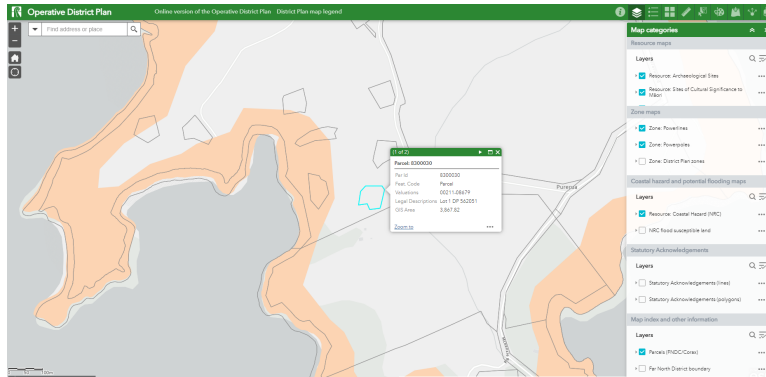 Operative District Plan
Online version of the Operative District Plan District Plan map legend
Find address or place
(1 of 2)
Parcel: 8300030
Par id 8300030
Feat. Code Parcel
Valuations 00211-08679
Legal Descriptions Lot 1 DP 562051
GIS Area 3,867.62
Zoom to
Purerua
Map categories
Resource maps
Layers
Resource: Archaeological Sites
Resource: Sites of Cultural Significance to
Māori
Zone maps
Zone: Powerlines
Zone: Powerpoles
Zone: District Plan zones
Coastal hazard and potential flooding maps
Layers
Resource: Coastal Hazard (NRC)
NRC flood susceptible land
Statutory Acknowledgements
Layers
Statutory Acknowledgements (lines)
Statutory Acknowledgements (polygons)
Map index and other information
Layers
Parcels (FNDC/Corax)
Far North District boundary